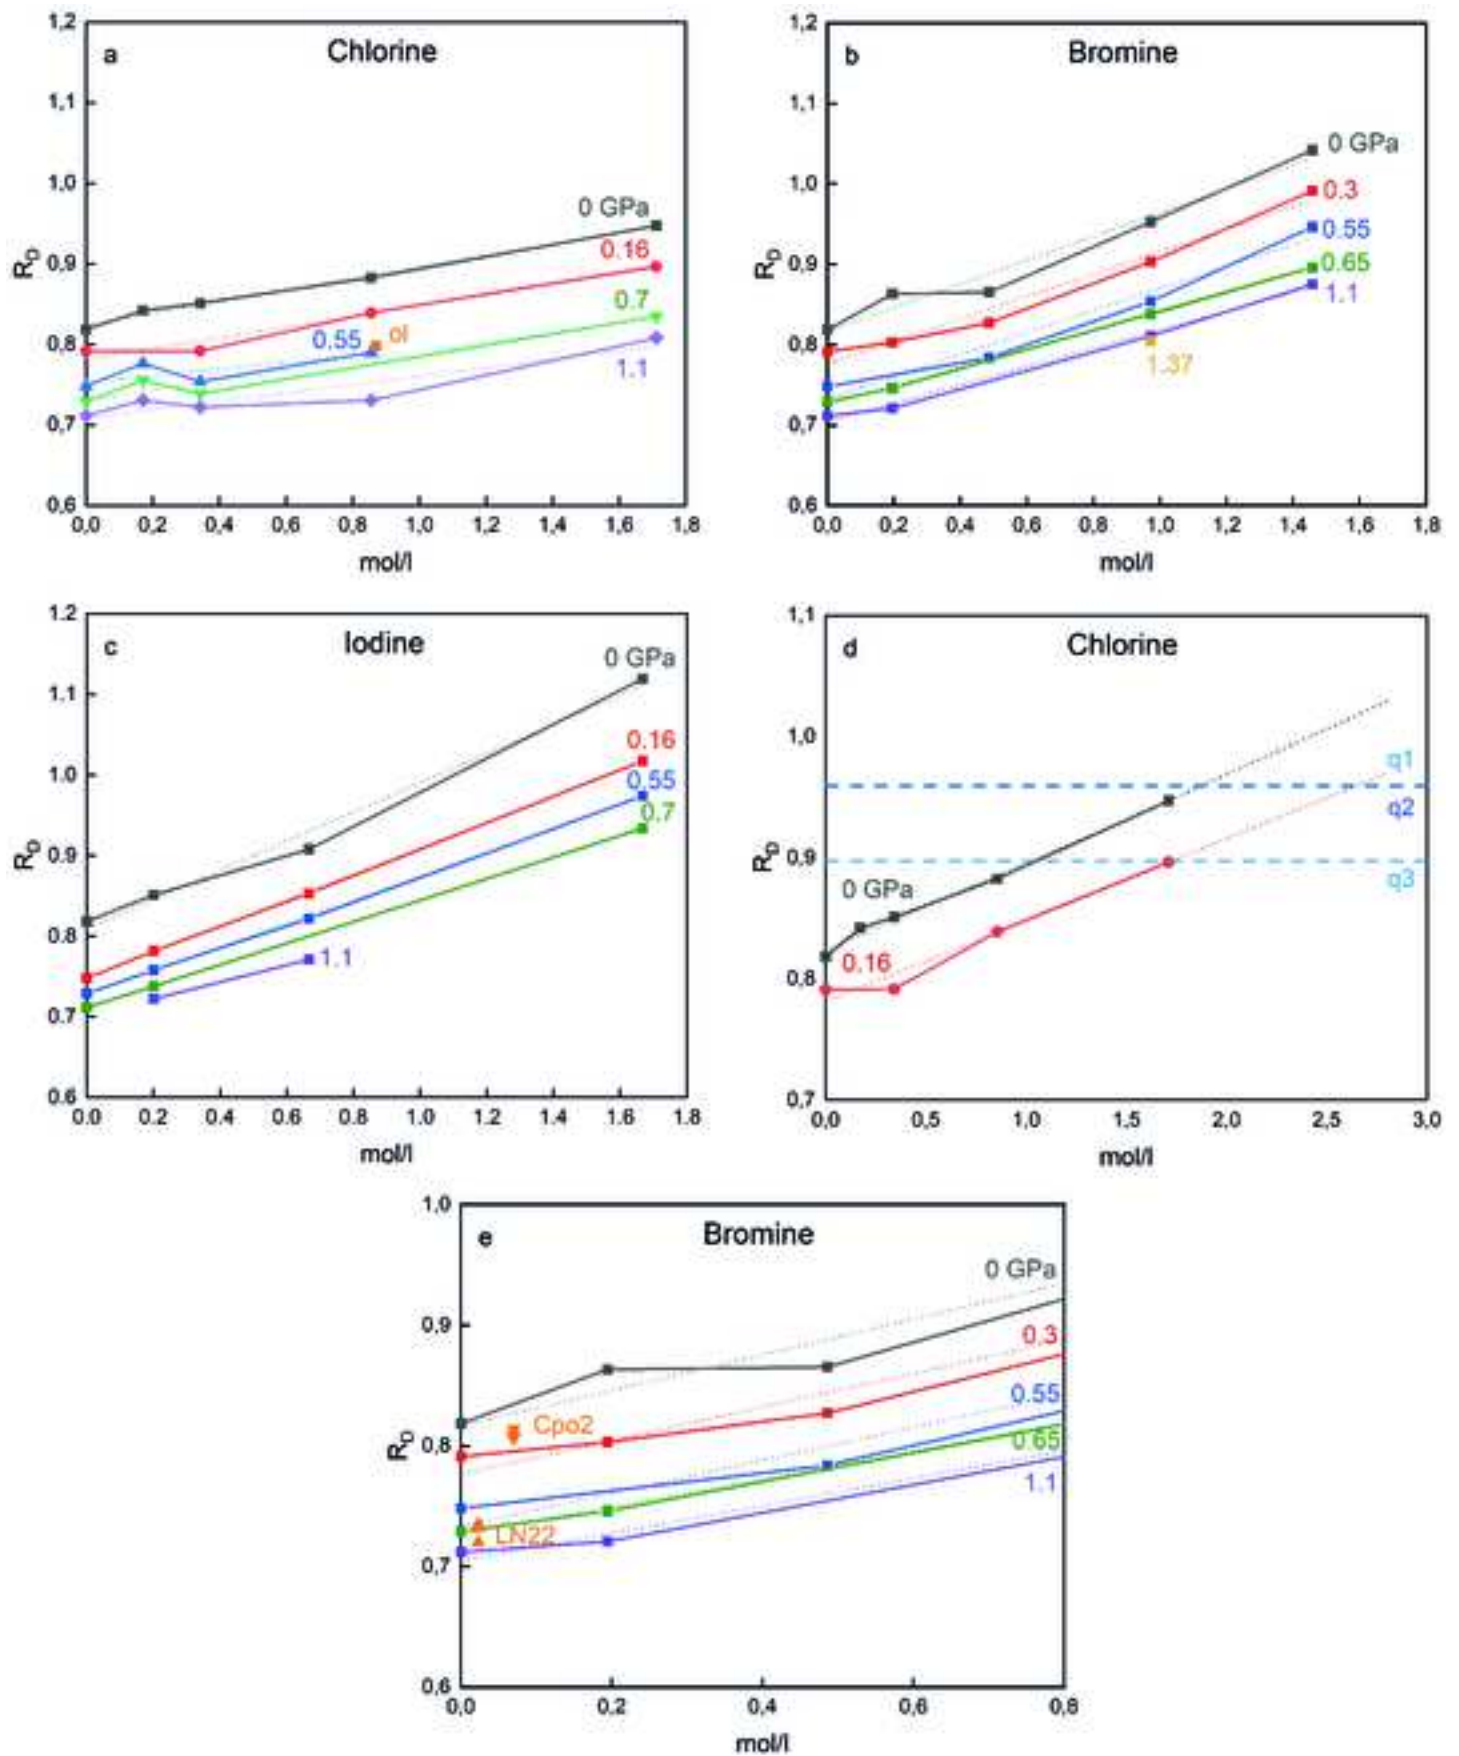 a
Chlorine
1,2
1,1
1,0
0,9
0,8
0,7
0,6
R_D
0 GPa
0.16
0.7
0.55
ol
1.1
0,0 0,2 0,4 0,6 0,8 1,0 1,2 1,4 1,6 1,8
mol/l
b
Bromine
1,2
1,1
1,0
0,9
0,8
0,7
0,6
R_D
0 GPa
0.3
0.55
0.65
1.1
1.37
0,0 0,2 0,4 0,6 0,8 1,0 1,2 1,4 1,6 1,8
mol/l
c
Iodine
1.2
1.1
1.0
0.9
0.8
0.7
0.6
R_D
0 GPa
0.16
0.55
0.7
1.1
0.0 0.2 0.4 0.6 0.8 1.0 1.2 1.4 1.6 1.8
mol/l
d
Chlorine
1,1
1,0
0,9
0,8
0,7
R_D
q1
q2
q3
0 GPa
0.16
0,0 0,5 1,0 1,5 2,0 2,5 3,0
mol/l
e
Bromine
1,0
0,9
0,8
0,7
0,6
R_D
0 GPa
0.3
0.55
0.65
1.1
Cpo2
LN22
0,0 0,2 0,4 0,6 0,8
mol/l